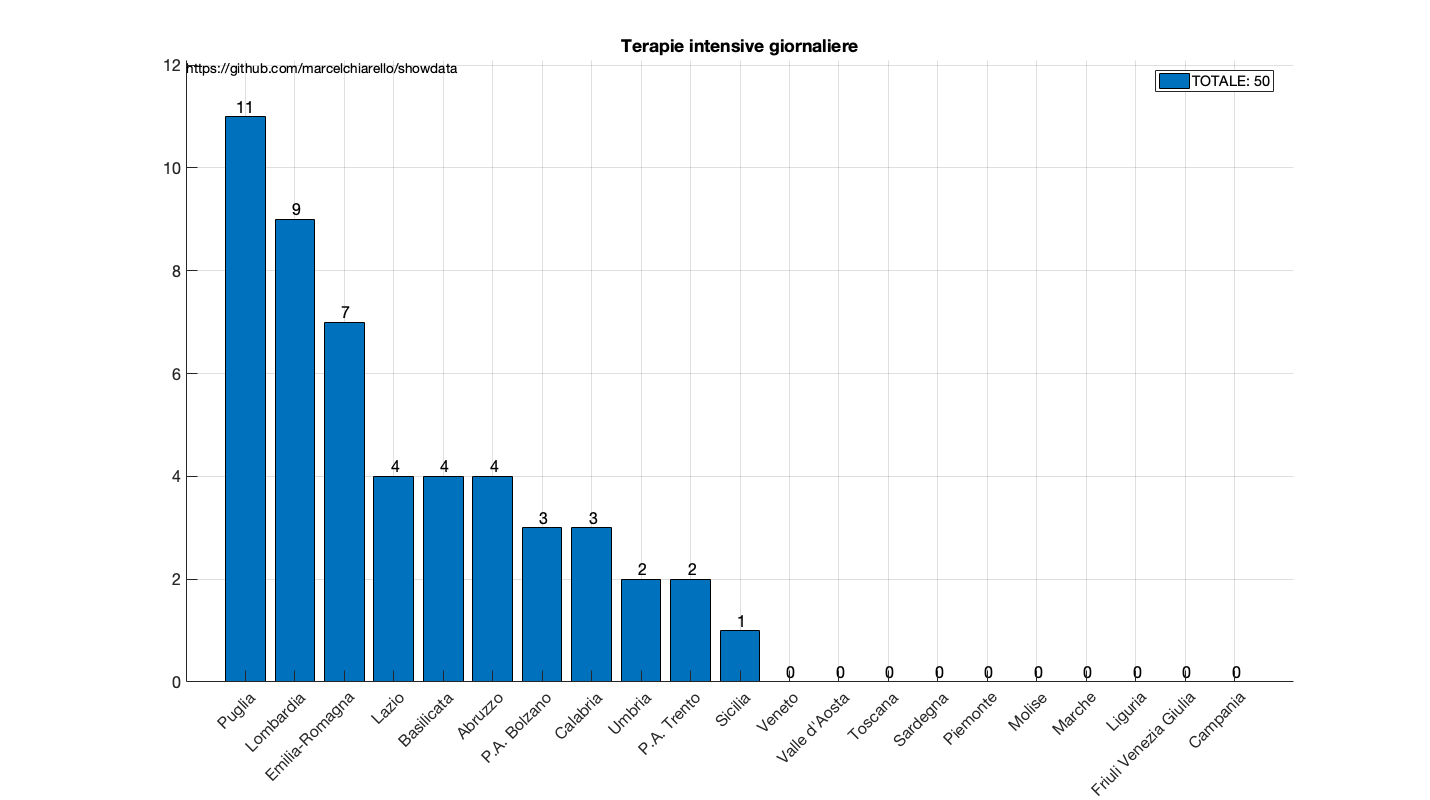 Terapie intensive giornaliere
https://github.com/marcelchiarello/showdata
TOTALE: 50
12
10
8
6
4
2
0
11
9
7
4
4
4
3
3
2
2
1
0
0
0
0
0
0
0
0
0
0
Puglia
Lombardia
Emilia-Romagna
Lazio
Basilicata
Abruzzo
P.A. Bolzano
Calabria
Umbria
P.A. Trento
Sicilia
Veneto
Valle d'Aosta
Toscana
Sardegna
Piemonte
Molise
Marche
Liguria
Friuli Venezia Giulia
Campania